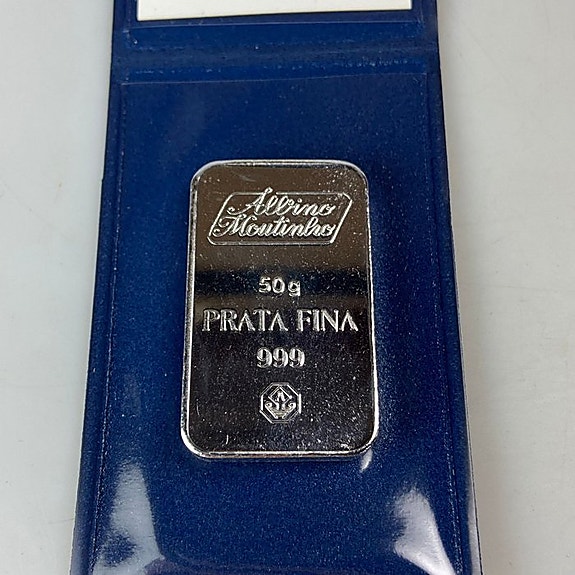 Albino
Moutinho
50g
PRATA FINA
999